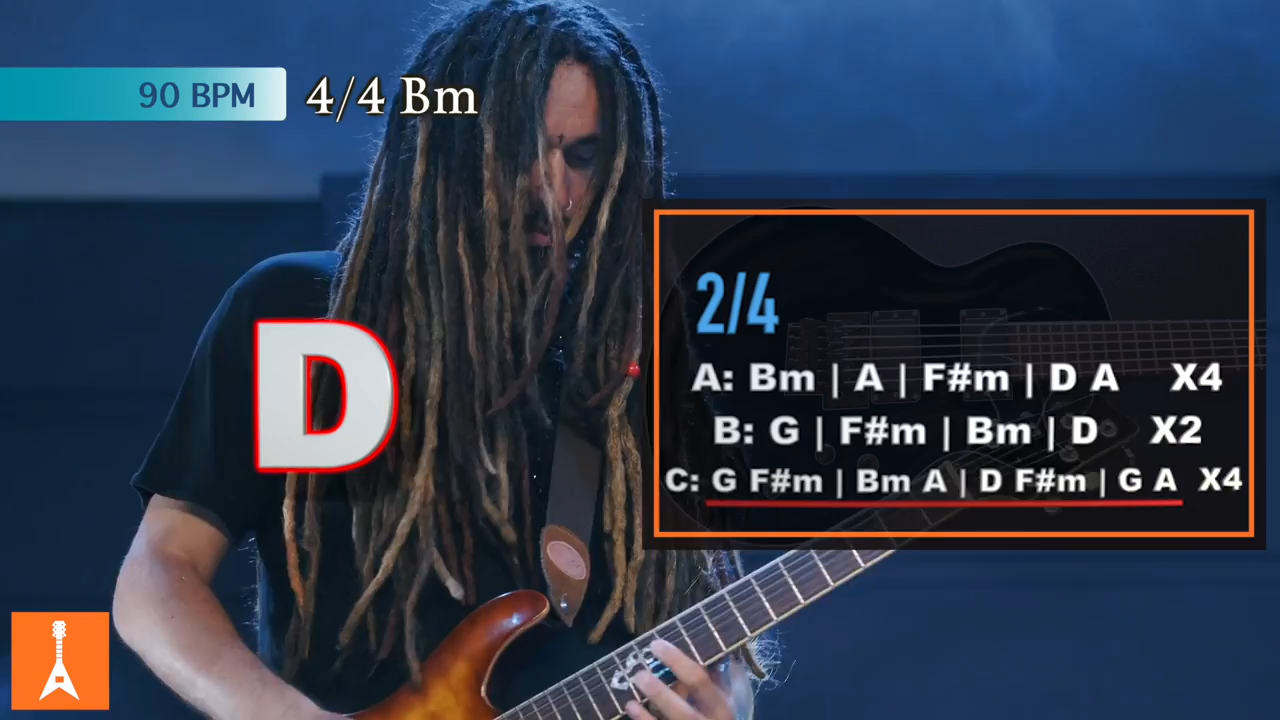 90 BPM 4/4 Bm
D
2/4
A: Bm | A | F#m | D A X4
B: G | F#m | Bm | D X2
C: G F#m | Bm A | D F#m | G A X4